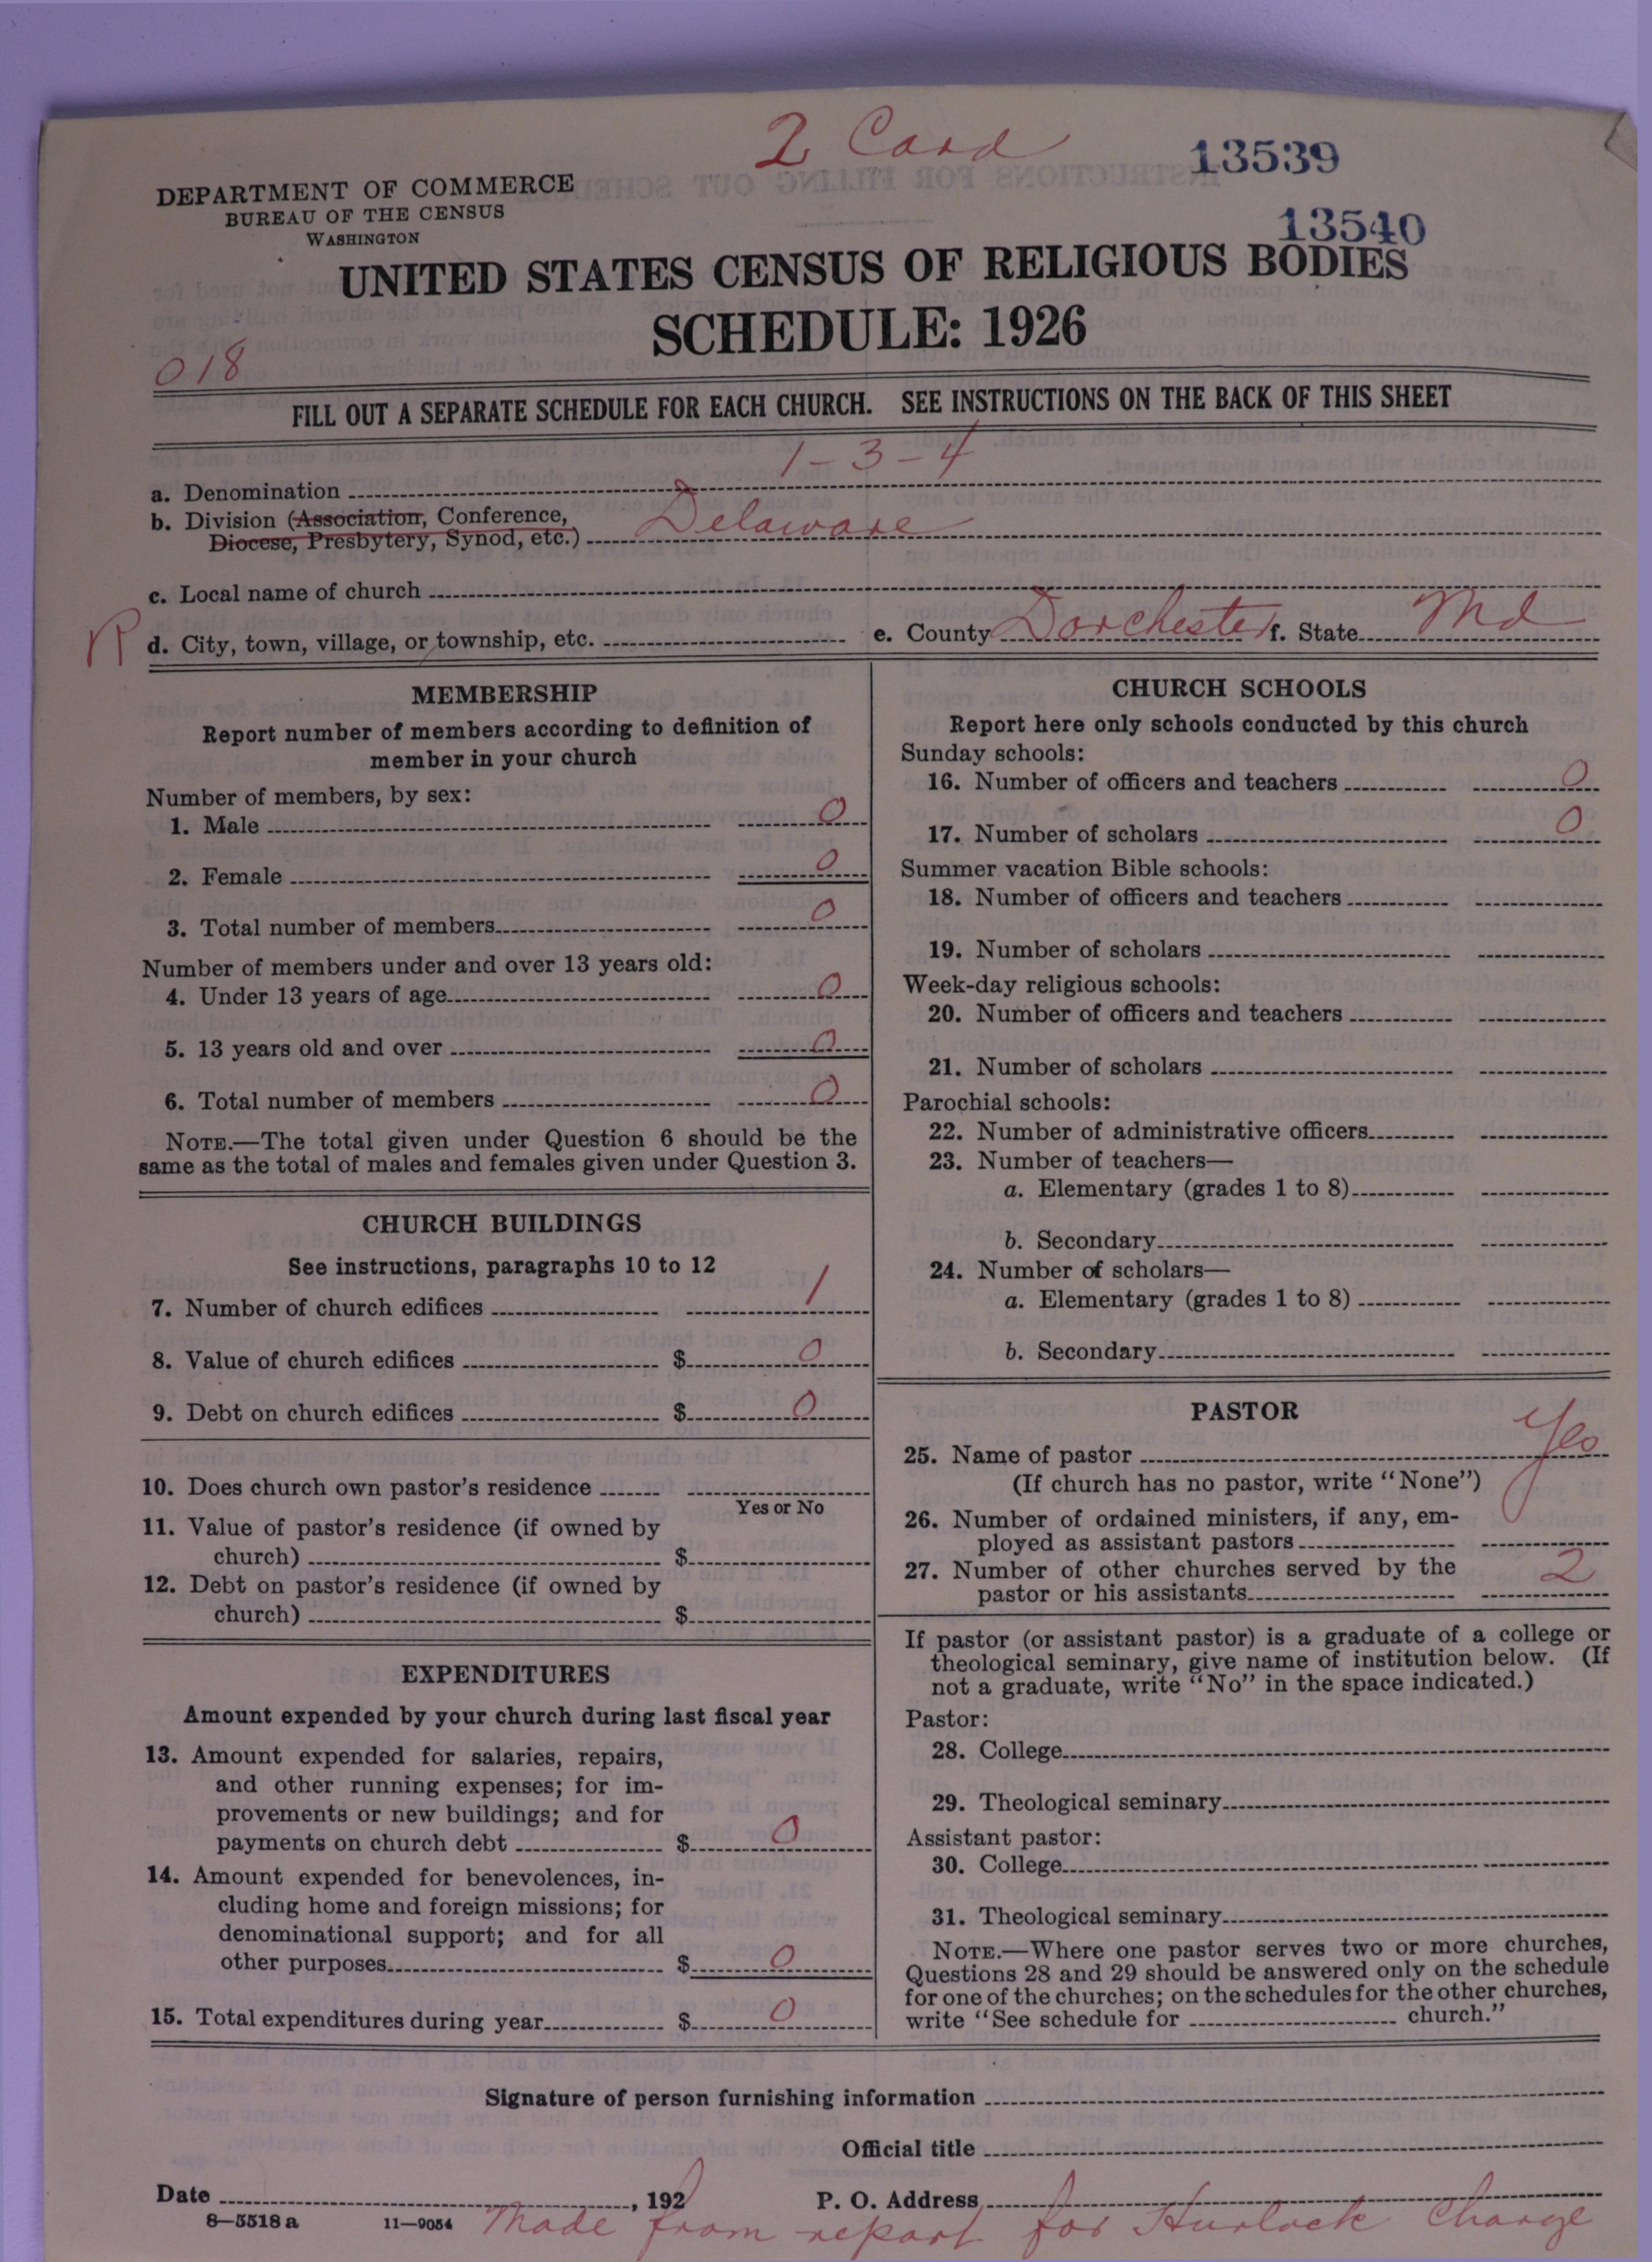 2 Card
13539
DEPARTMENT OF COMMERCE
BUREAU OF THE CENSUS
WASHINGTON
13540
UNITED STATES CENSUS OF RELIGIOUS BODIES
SCHEDULE: 1926
018
FILL OUT A SEPARATE SCHEDULE FOR EACH CHURCH. SEE INSTRUCTIONS ON THE BACK OF THIS SHEET
1-3-4
a. Denomination
b. Division (Association, Conference, Delaware
Diocese, Presbytery, Synod, etc.)
c. Local name of church
R d. City, town, village, or township, etc. e. County Dorchester f. State Md
MEMBERSHIP
Report number of members according to definition of
member in your church
Number of members, by sex:
1. Male 0
2. Female 0
3. Total number of members 0
Number of members under and over 13 years old:
4. Under 13 years of age 0
5. 13 years old and over 0
6. Total number of members 0
NOTE.—The total given under Question 6 should be the
same as the total of males and females given under Question 3.
CHURCH BUILDINGS
See instructions, paragraphs 10 to 12
7. Number of church edifices 1
8. Value of church edifices $ 0
9. Debt on church edifices $ 0
10. Does church own pastor's residence
Yes or No
11. Value of pastor's residence (if owned by
church) $
12. Debt on pastor's residence (if owned by
church) $
EXPENDITURES
Amount expended by your church during last fiscal year
13. Amount expended for salaries, repairs,
and other running expenses; for im-
provements or new buildings; and for
payments on church debt $ 0
14. Amount expended for benevolences, in-
cluding home and foreign missions; for
denominational support; and for all
other purposes $ 0
15. Total expenditures during year $ 0
CHURCH SCHOOLS
Report here only schools conducted by this church
Sunday schools:
16. Number of officers and teachers 0
17. Number of scholars 0
Summer vacation Bible schools:
18. Number of officers and teachers
19. Number of scholars
Week-day religious schools:
20. Number of officers and teachers
21. Number of scholars
Parochial schools:
22. Number of administrative officers
23. Number of teachers—
a. Elementary (grades 1 to 8)
b. Secondary
24. Number of scholars—
a. Elementary (grades 1 to 8)
b. Secondary
PASTOR
25. Name of pastor Yes
(If church has no pastor, write "None")
26. Number of ordained ministers, if any, em-
ployed as assistant pastors
27. Number of other churches served by the
pastor or his assistants 2
If pastor (or assistant pastor) is a graduate of a college or
theological seminary, give name of institution below. (If
not a graduate, write "No" in the space indicated.)
Pastor:
28. College
29. Theological seminary
Assistant pastor:
30. College
31. Theological seminary
NOTE.—Where one pastor serves two or more churches,
Questions 28 and 29 should be answered only on the schedule
for one of the churches; on the schedules for the other churches,
write "See schedule for church."
Signature of person furnishing information
Official title
Date , 192 P. O. Address
8—5518 a 11—9054 Made from report for Hurlock Charge